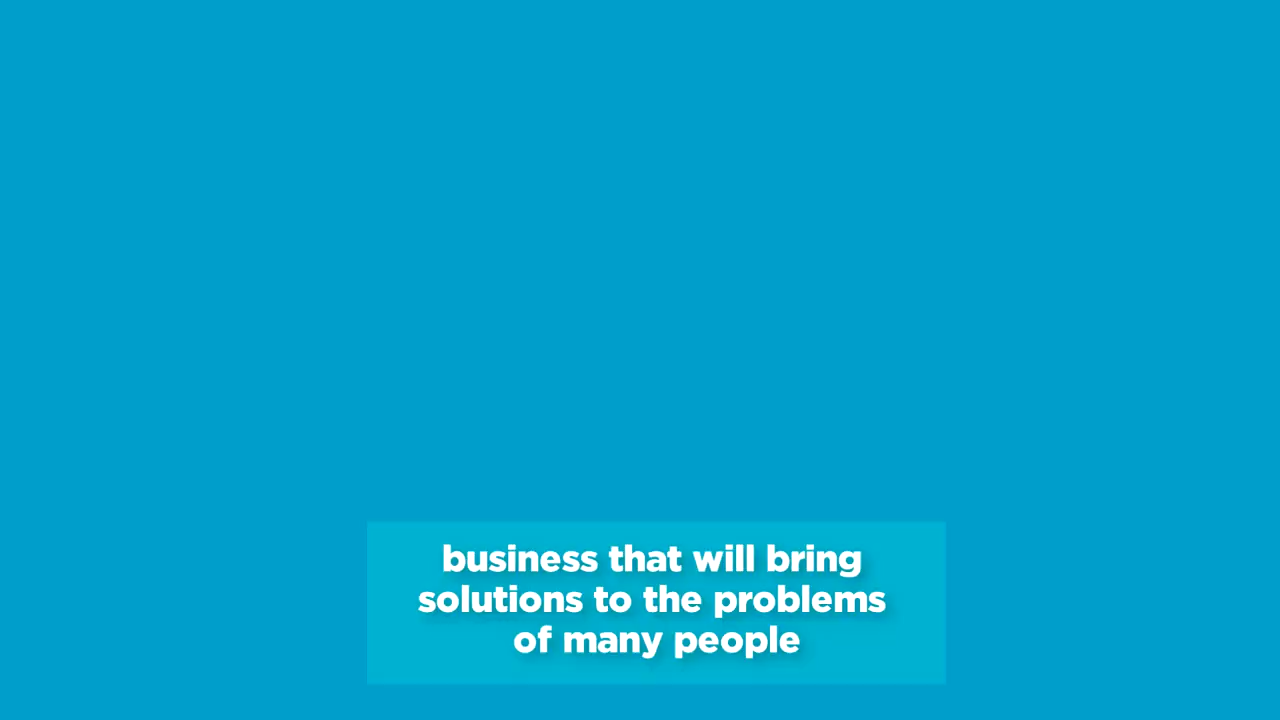 business that will bring
solutions to the problems
of many people